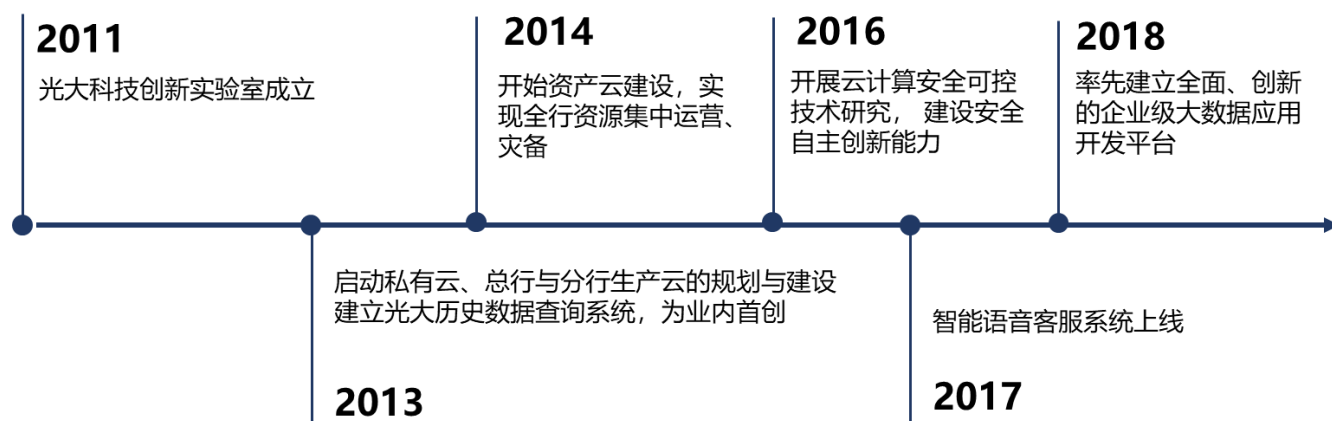 2011
光大科技创新实验室成立
2014
开始资产云建设，实
现全行资源集中运营、
灾备
2016
开展云计算安全可控
技术研究， 建设安全
自主创新能力
2018
率先建立全面、创新
的企业级大数据应用
开发平台
启动私有云、总行与分行生产云的规划与建设
建立光大历史数据查询系统，为业内首创
2013
智能语音客服系统上线
2017